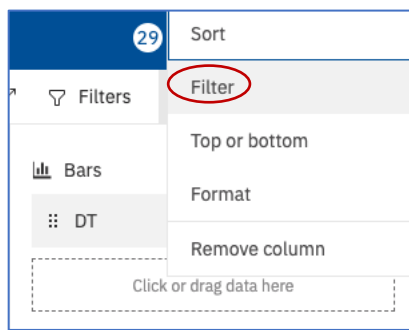 29
Sort
Filters
Filter
Top or bottom
Bars
Format
DT
Remove column
Click or drag data here